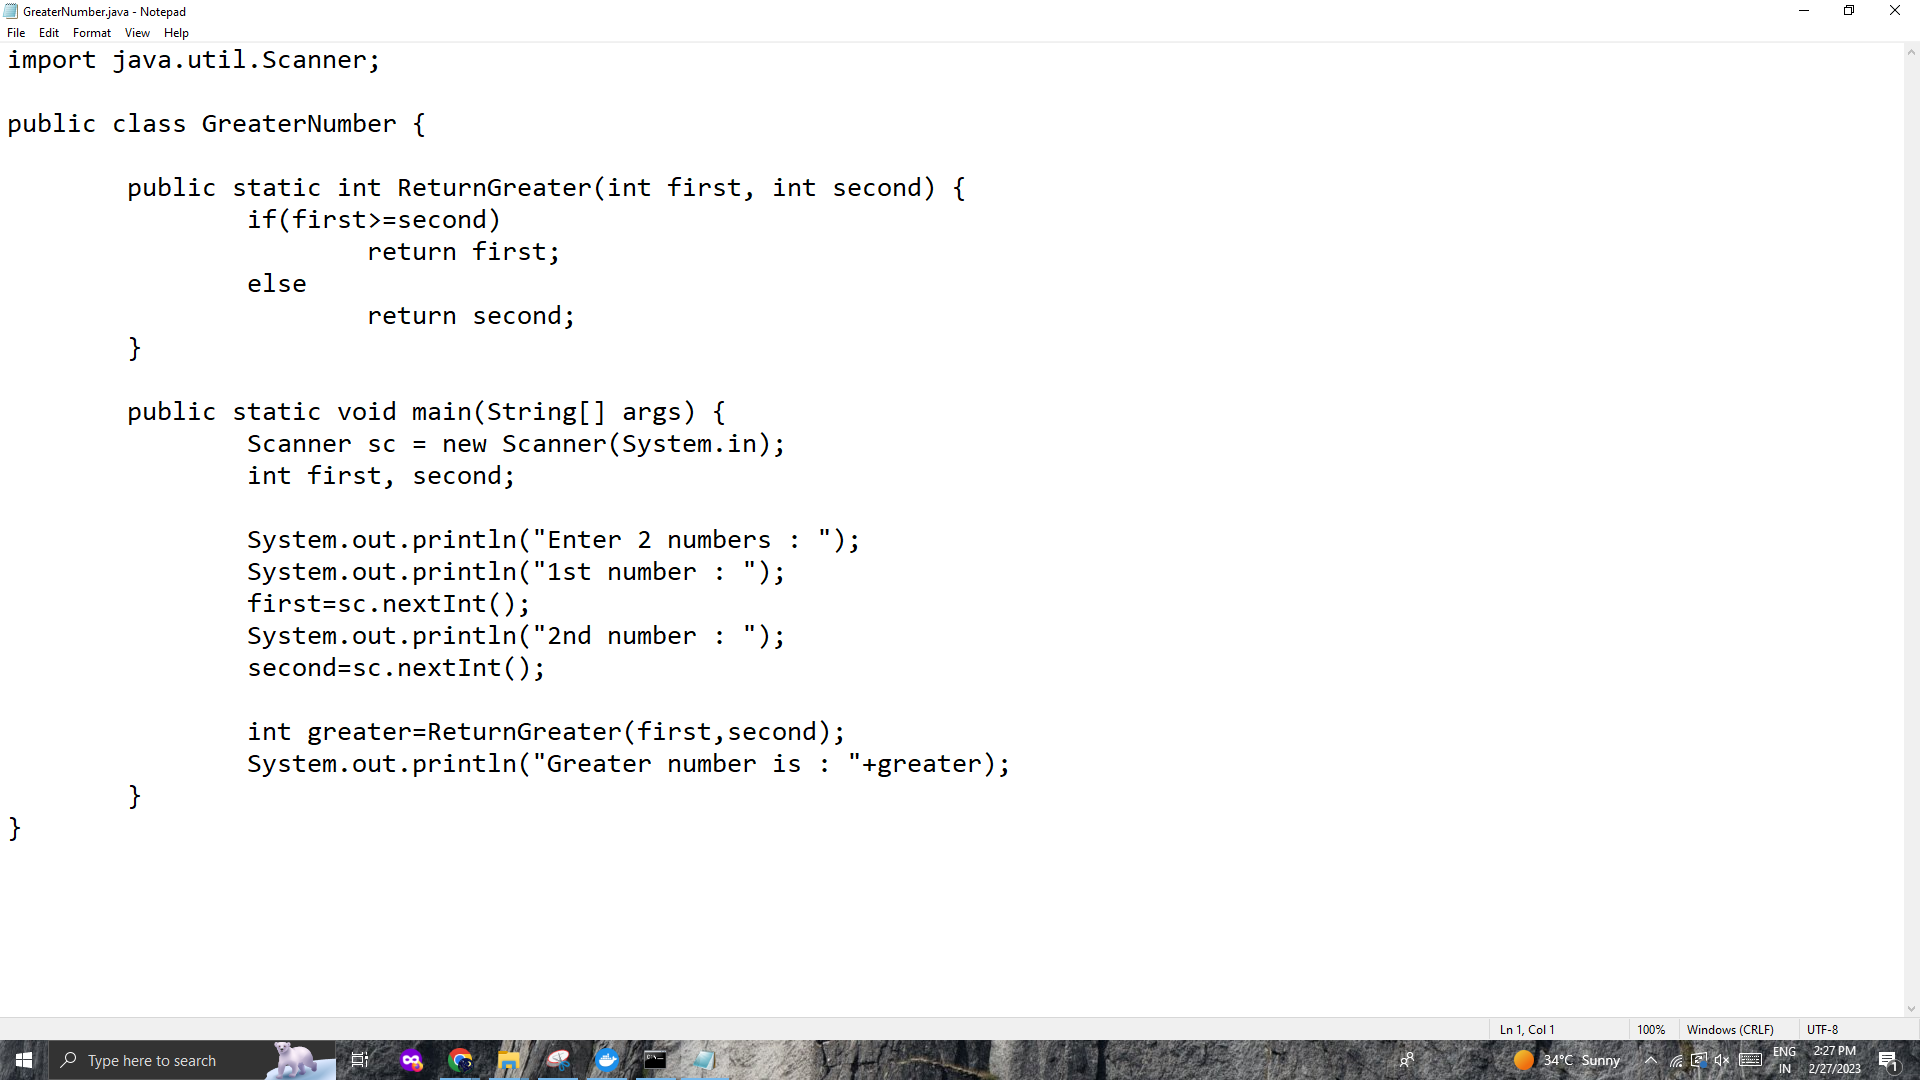 GreaterNumber.java - Notepad
File Edit Format View Help
import java.util.Scanner;
public class GreaterNumber {
public static int ReturnGreater(int first, int second) {
if(first>=second)
return first;
else
return second;
}
public static void main(String[] args) {
Scanner sc = new Scanner(System.in);
int first, second;
System.out.println("Enter 2 numbers : ");
System.out.println("1st number : ");
first=sc.nextInt();
System.out.println("2nd number : ");
second=sc.nextInt();
int greater=ReturnGreater(first,second);
System.out.println("Greater number is : "+greater);
}
}
Ln 1, Col 1 100% Windows (CRLF) UTF-8
Type here to search
34°C Sunny
ENG
IN
2:27 PM
2/27/2023
1